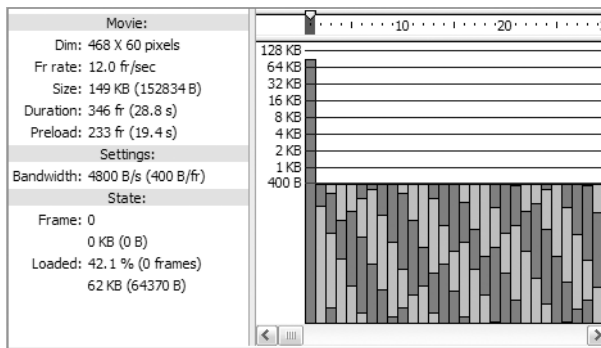 Movie:
Dim: 468 X 60 pixels
Fr rate: 12.0 fr/sec
Size: 149 KB (152834 B)
Duration: 346 fr (28.8 s)
Preload: 233 fr (19.4 s)
Settings:
Bandwidth: 4800 B/s (400 B/fr)
State:
Frame: 0
0 KB (0 B)
Loaded: 42.1 % (0 frames)
62 KB (64370 B)
10 20
128 KB
64 KB
32 KB
16 KB
8 KB
4 KB
2 KB
1 KB
400 B